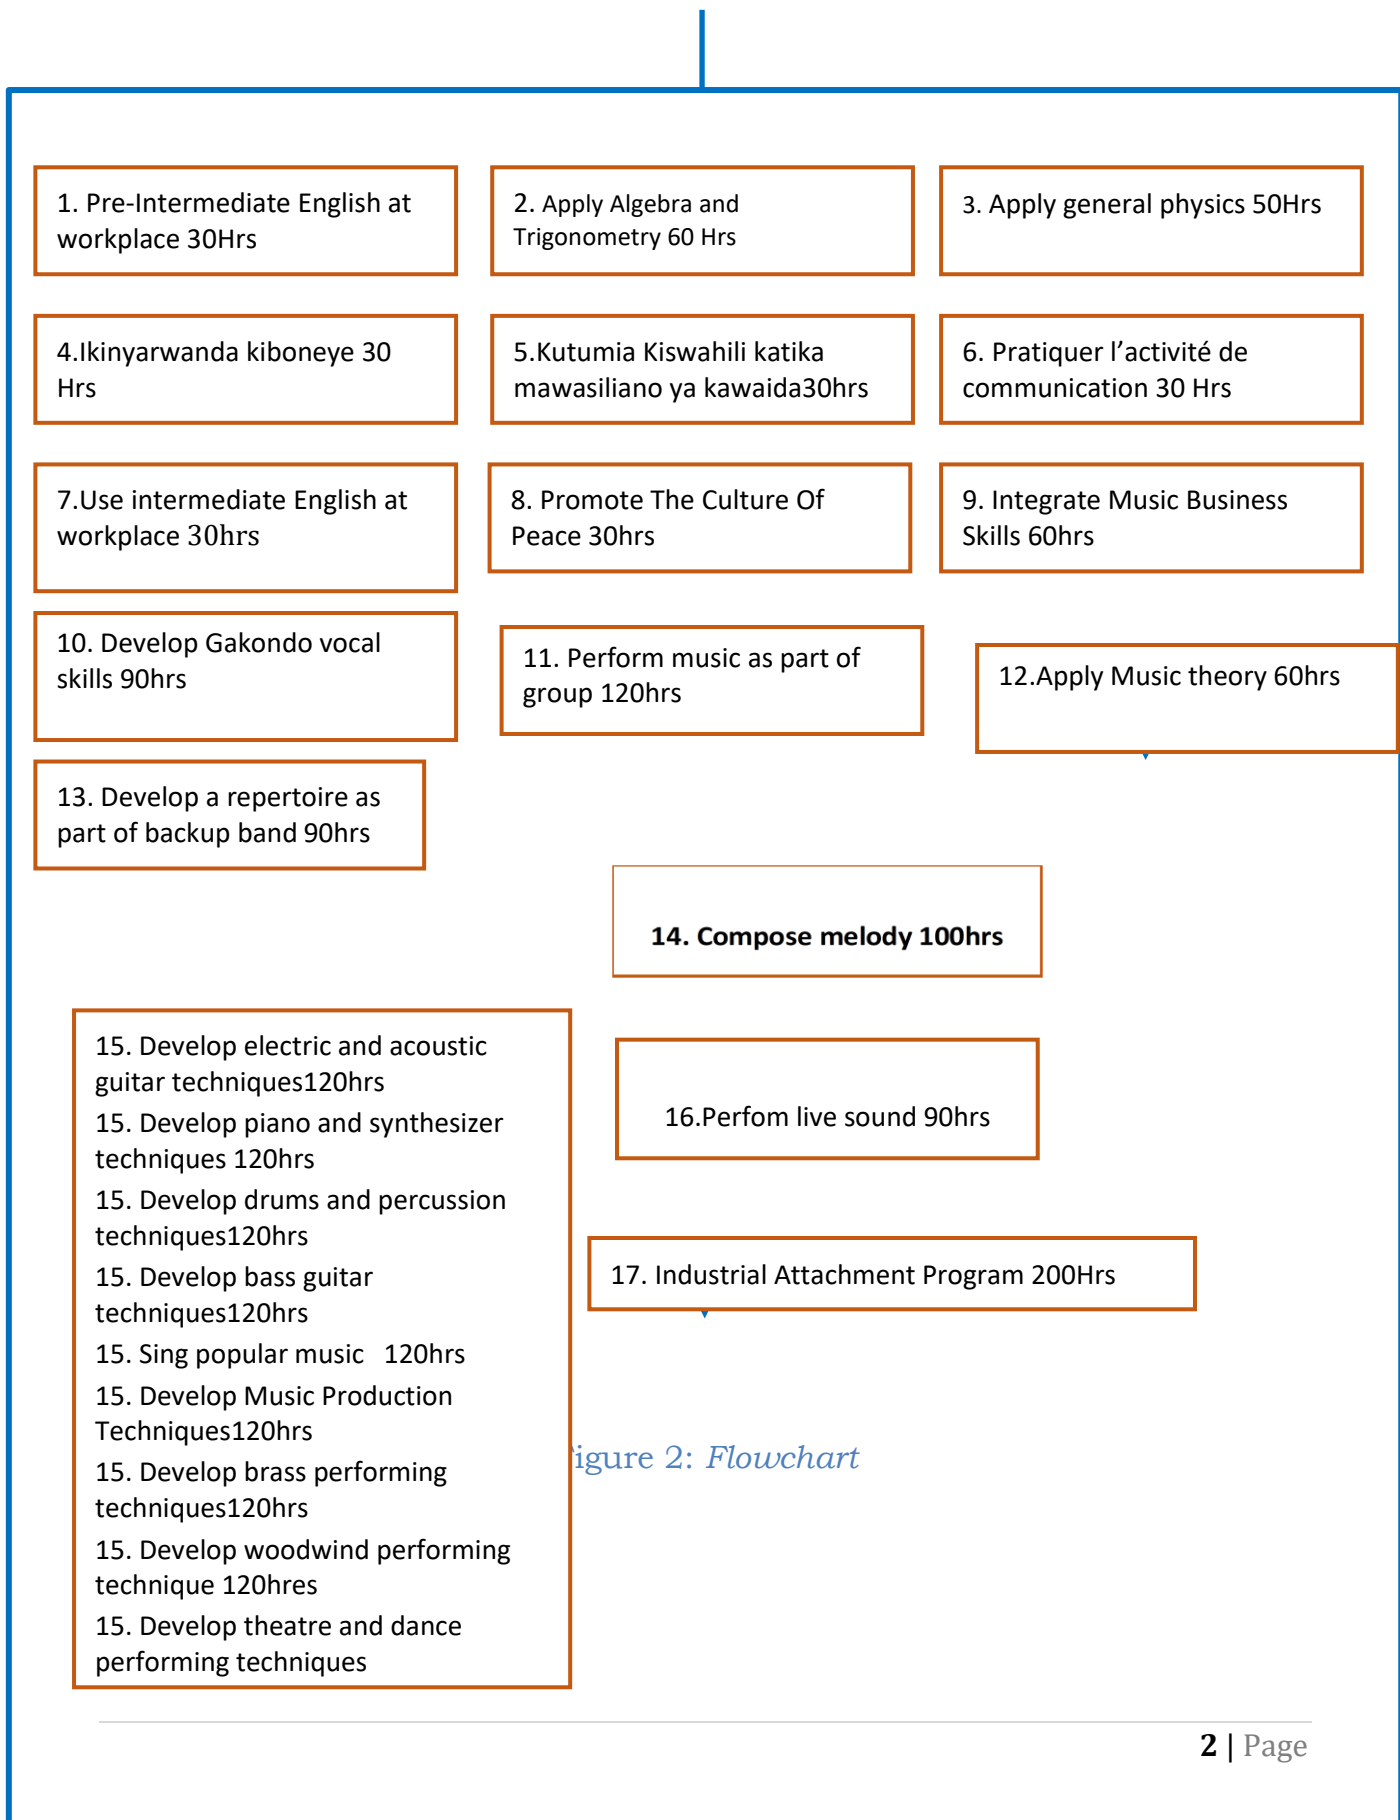 1. Pre-Intermediate English at
workplace 30Hrs
2. Apply Algebra and
Trigonometry 60 Hrs
3. Apply general physics 50Hrs
4.Ikinyarwanda kiboneye 30
Hrs
5.Kutumia Kiswahili katika
mawasiliano ya kawaida30hrs
6. Pratiquer l’activité de
communication 30 Hrs
7.Use intermediate English at
workplace 30hrs
8. Promote The Culture Of
Peace 30hrs
9. Integrate Music Business
Skills 60hrs
10. Develop Gakondo vocal
skills 90hrs
11. Perform music as part of
group 120hrs
12.Apply Music theory 60hrs
13. Develop a repertoire as
part of backup band 90hrs
14. Compose melody 100hrs
15. Develop electric and acoustic
guitar techniques120hrs
15. Develop piano and synthesizer
techniques 120hrs
15. Develop drums and percussion
techniques120hrs
15. Develop bass guitar
techniques120hrs
15. Sing popular music   120hrs
15. Develop Music Production
Techniques120hrs
15. Develop brass performing
techniques120hrs
15. Develop woodwind performing
technique 120hres
15. Develop theatre and dance
performing techniques
16.Perfom live sound 90hrs
17. Industrial Attachment Program 200Hrs
igure 2: Flowchart
2 | Page